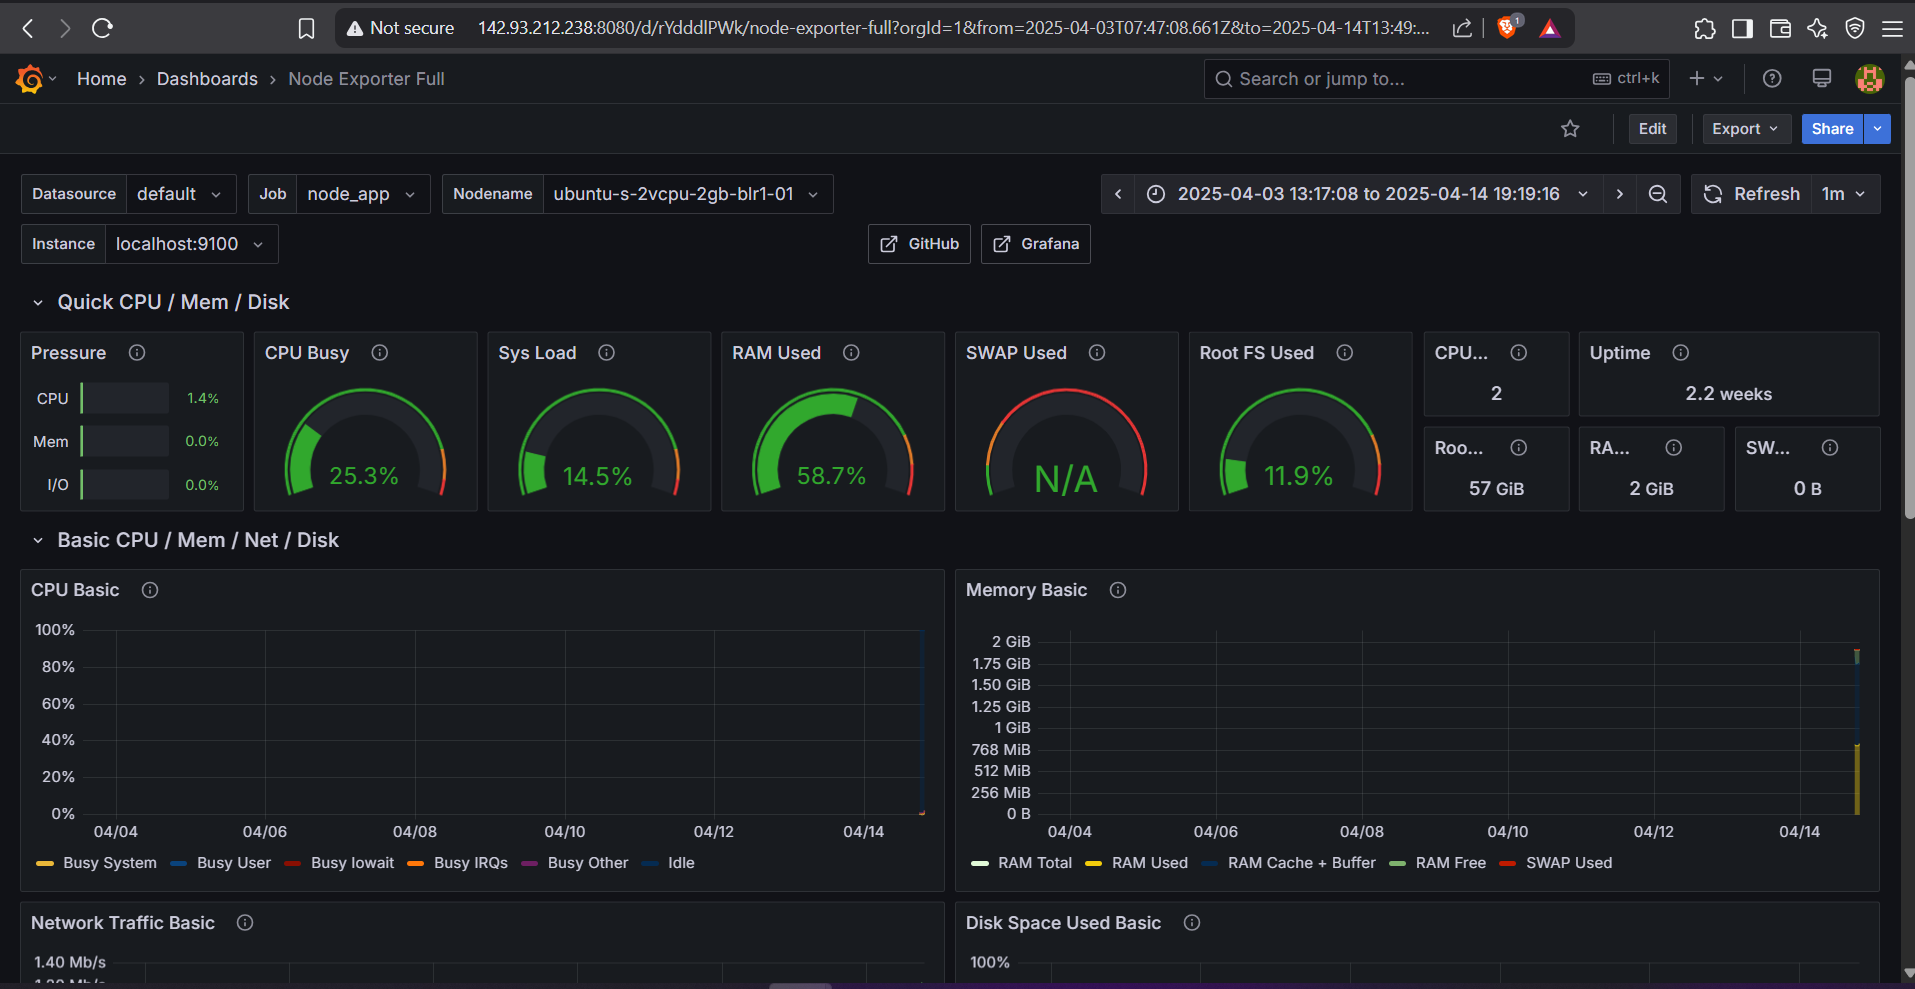 Not secure 142.93.212.238:8080/d/rYdddlPWk/node-exporter-full?orgId=1&from=2025-04-03T07:47:08.661Z&to=2025-04-14T13:49:... 1
Home › Dashboards › Node Exporter Full Search or jump to... ctrl+k
Edit Export Share
Datasource default Job node_app Nodename ubuntu-s-2vcpu-2gb-blr1-01 2025-04-03 13:17:08 to 2025-04-14 19:19:16 Refresh 1m
Instance localhost:9100 GitHub Grafana
Quick CPU / Mem / Disk
Pressure
CPU 1.4%
Mem 0.0%
I/O 0.0%
CPU Busy
25.3%
Sys Load
14.5%
RAM Used
58.7%
SWAP Used
N/A
Root FS Used
11.9%
CPU...
2
Uptime
2.2 weeks
Roo...
57 GiB
RA...
2 GiB
SW...
0 B
Basic CPU / Mem / Net / Disk
CPU Basic
100%
80%
60%
40%
20%
0%
04/04 04/06 04/08 04/10 04/12 04/14
Busy System Busy User Busy Iowait Busy IRQs Busy Other Idle
Memory Basic
2 GiB
1.75 GiB
1.50 GiB
1.25 GiB
1 GiB
768 MiB
512 MiB
256 MiB
0 B
04/04 04/06 04/08 04/10 04/12 04/14
RAM Total RAM Used RAM Cache + Buffer RAM Free SWAP Used
Network Traffic Basic
1.40 Mb/s
Disk Space Used Basic
100%